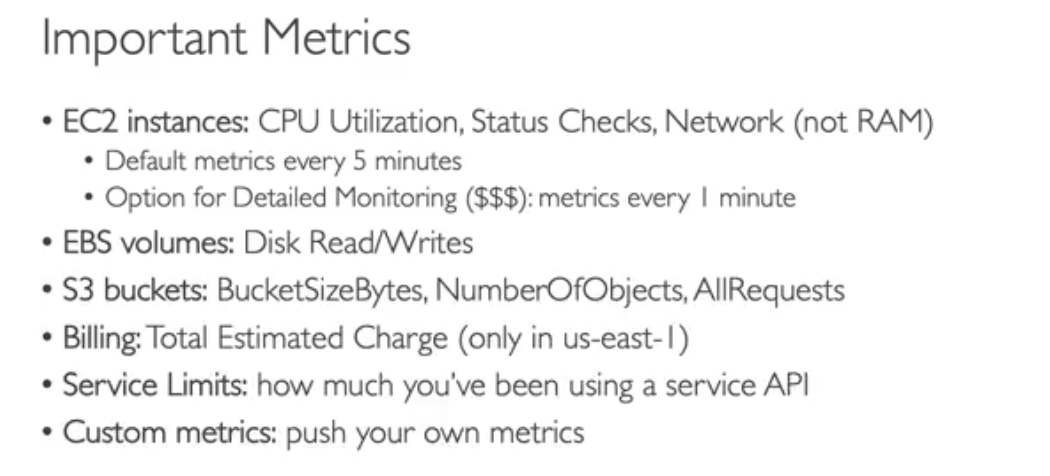 Important Metrics
• EC2 instances: CPU Utilization, Status Checks, Network (not RAM)
• Default metrics every 5 minutes
• Option for Detailed Monitoring ($$$): metrics every 1 minute
• EBS volumes: Disk Read/Writes
• S3 buckets: BucketSizeBytes, NumberOfObjects, AllRequests
• Billing: Total Estimated Charge (only in us-east-1)
• Service Limits: how much you've been using a service API
• Custom metrics: push your own metrics